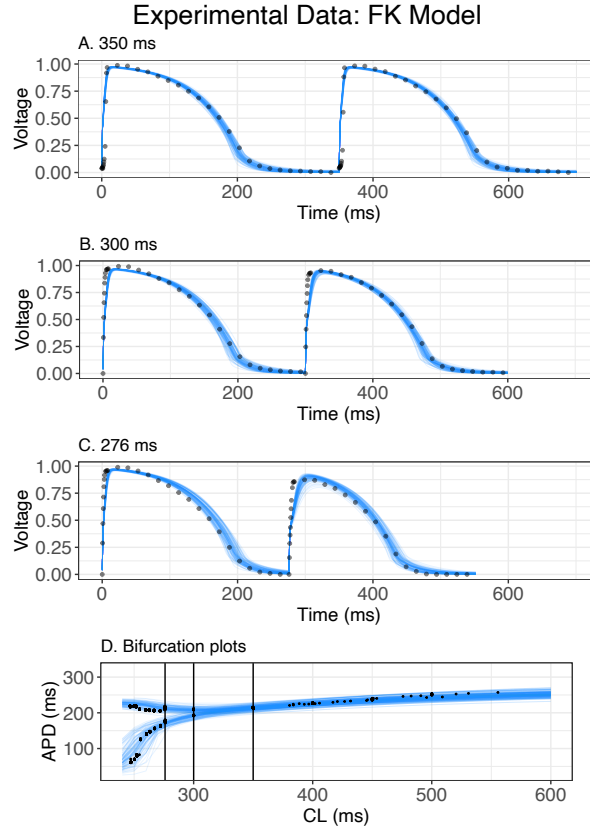 Experimental Data: FK Model
A. 350 ms
Voltage
1.00
0.75
0.50
0.25
0.00
0 200 400 600
Time (ms)
B. 300 ms
Voltage
1.00
0.75
0.50
0.25
0.00
0 200 400 600
Time (ms)
C. 276 ms
Voltage
1.00
0.75
0.50
0.25
0.00
0 200 400 600
Time (ms)
D. Bifurcation plots
APD (ms)
300
200
100
300 400 500 600
CL (ms)